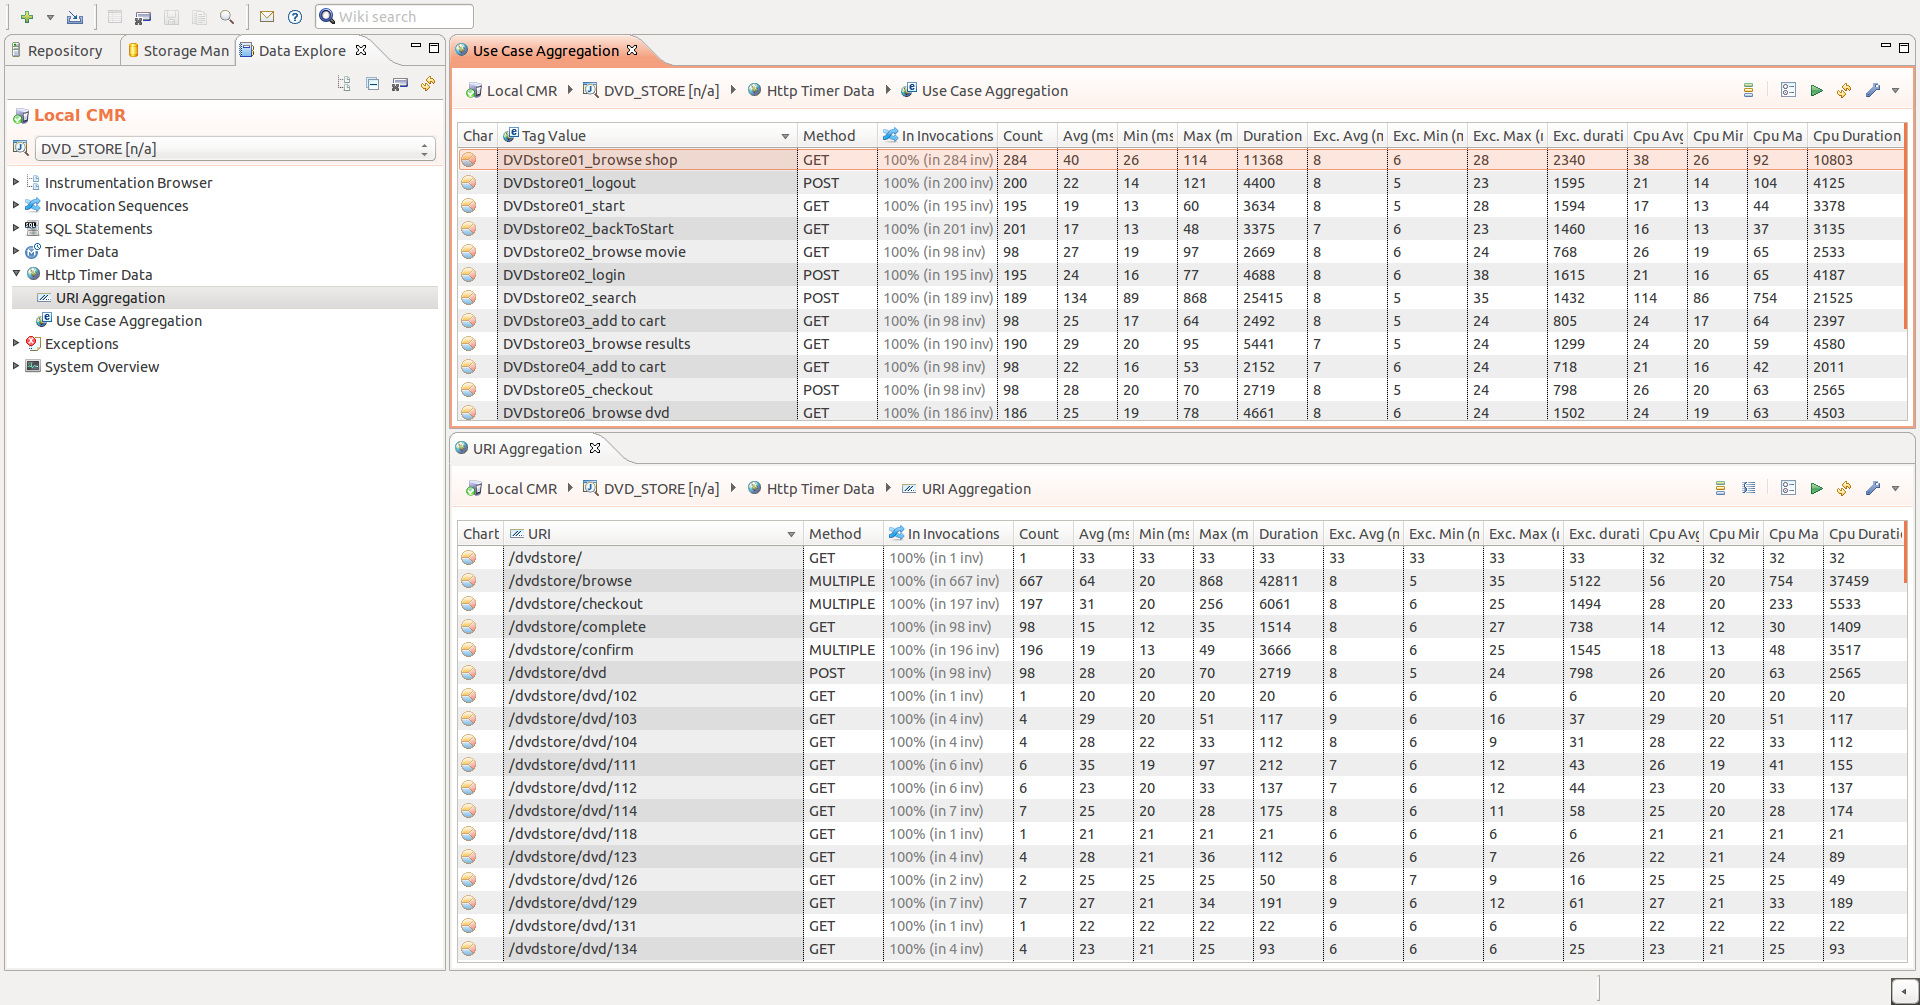 Wiki search
Repository
Storage Man
Data Explore
Local CMR
DVD_STORE [n/a]
Instrumentation Browser
Invocation Sequences
SQL Statements
Timer Data
Http Timer Data
URI Aggregation
Use Case Aggregation
Exceptions
System Overview
Use Case Aggregation
Local CMR DVD_STORE [n/a] Http Timer Data Use Case Aggregation
Char Tag Value Method In Invocations Count Avg (ms Min (ms Max (m Duration Exc. Avg (n Exc. Min (n Exc. Max (r Exc. durati Cpu Avg Cpu Mir Cpu Ma Cpu Duration
DVDstore01_browse shop GET 100% (in 284 inv) 284 40 26 114 11368 8 6 28 2340 38 26 92 10803
DVDstore01_logout POST 100% (in 200 inv) 200 22 14 121 4400 8 5 23 1595 21 14 104 4125
DVDstore01_start GET 100% (in 195 inv) 195 19 13 60 3634 8 5 28 1594 17 13 44 3378
DVDstore02_backToStart GET 100% (in 201 inv) 201 17 13 48 3375 7 6 23 1460 16 13 37 3135
DVDstore02_browse movie GET 100% (in 98 inv) 98 27 19 97 2669 8 5 24 768 26 19 65 2533
DVDstore02_login POST 100% (in 195 inv) 195 24 16 77 4688 8 6 38 1615 21 16 65 4187
DVDstore02_search POST 100% (in 189 inv) 189 134 89 868 25415 8 5 35 1432 114 86 754 21525
DVDstore03_add to cart GET 100% (in 98 inv) 98 25 17 64 2492 8 5 24 805 24 17 64 2397
DVDstore03_browse results GET 100% (in 190 inv) 190 29 20 95 5441 7 5 24 1299 24 20 59 4580
DVDstore04_add to cart GET 100% (in 98 inv) 98 22 16 53 2152 7 6 24 718 21 16 42 2011
DVDstore05_checkout POST 100% (in 98 inv) 98 28 20 70 2719 8 5 24 798 26 20 63 2565
DVDstore06_browse dvd GET 100% (in 186 inv) 186 25 19 78 4661 8 6 24 1502 24 19 63 4503
URI Aggregation
Local CMR DVD_STORE [n/a] Http Timer Data URI Aggregation
Chart URI Method In Invocations Count Avg (ms Min (ms Max (m Duration Exc. Avg (n Exc. Min (n Exc. Max (r Exc. durati Cpu Avg Cpu Mir Cpu Ma Cpu Durati
/dvdstore/ GET 100% (in 1 inv) 1 33 33 33 33 33 33 33 33 32 32 32 32
/dvdstore/browse MULTIPLE 100% (in 667 inv) 667 64 20 868 42811 8 5 35 5122 56 20 754 37459
/dvdstore/checkout MULTIPLE 100% (in 197 inv) 197 31 20 256 6061 8 6 25 1494 28 20 233 5533
/dvdstore/complete GET 100% (in 98 inv) 98 15 12 35 1514 8 6 27 738 14 12 30 1409
/dvdstore/confirm MULTIPLE 100% (in 196 inv) 196 19 13 49 3666 8 6 25 1545 18 13 48 3517
/dvdstore/dvd POST 100% (in 98 inv) 98 28 20 70 2719 8 5 24 798 26 20 63 2565
/dvdstore/dvd/102 GET 100% (in 1 inv) 1 20 20 20 20 6 6 6 6 20 20 20 20
/dvdstore/dvd/103 GET 100% (in 4 inv) 4 29 20 51 117 9 6 16 37 29 20 51 117
/dvdstore/dvd/104 GET 100% (in 4 inv) 4 28 22 33 112 8 6 9 31 28 22 33 112
/dvdstore/dvd/111 GET 100% (in 6 inv) 6 35 19 97 212 7 6 12 43 26 19 41 155
/dvdstore/dvd/112 GET 100% (in 6 inv) 6 23 20 33 137 7 6 12 44 23 20 33 137
/dvdstore/dvd/114 GET 100% (in 7 inv) 7 25 20 28 175 8 6 11 58 25 20 28 174
/dvdstore/dvd/118 GET 100% (in 1 inv) 1 21 21 21 21 6 6 6 6 21 21 21 21
/dvdstore/dvd/123 GET 100% (in 4 inv) 4 28 21 36 112 6 6 7 26 22 21 24 89
/dvdstore/dvd/126 GET 100% (in 2 inv) 2 25 25 25 50 8 7 9 16 25 25 25 49
/dvdstore/dvd/129 GET 100% (in 7 inv) 7 27 21 34 191 9 6 12 61 27 21 33 189
/dvdstore/dvd/131 GET 100% (in 1 inv) 1 22 22 22 22 6 6 6 6 22 22 22 22
/dvdstore/dvd/134 GET 100% (in 4 inv) 4 23 21 25 93 6 6 6 25 23 21 25 93